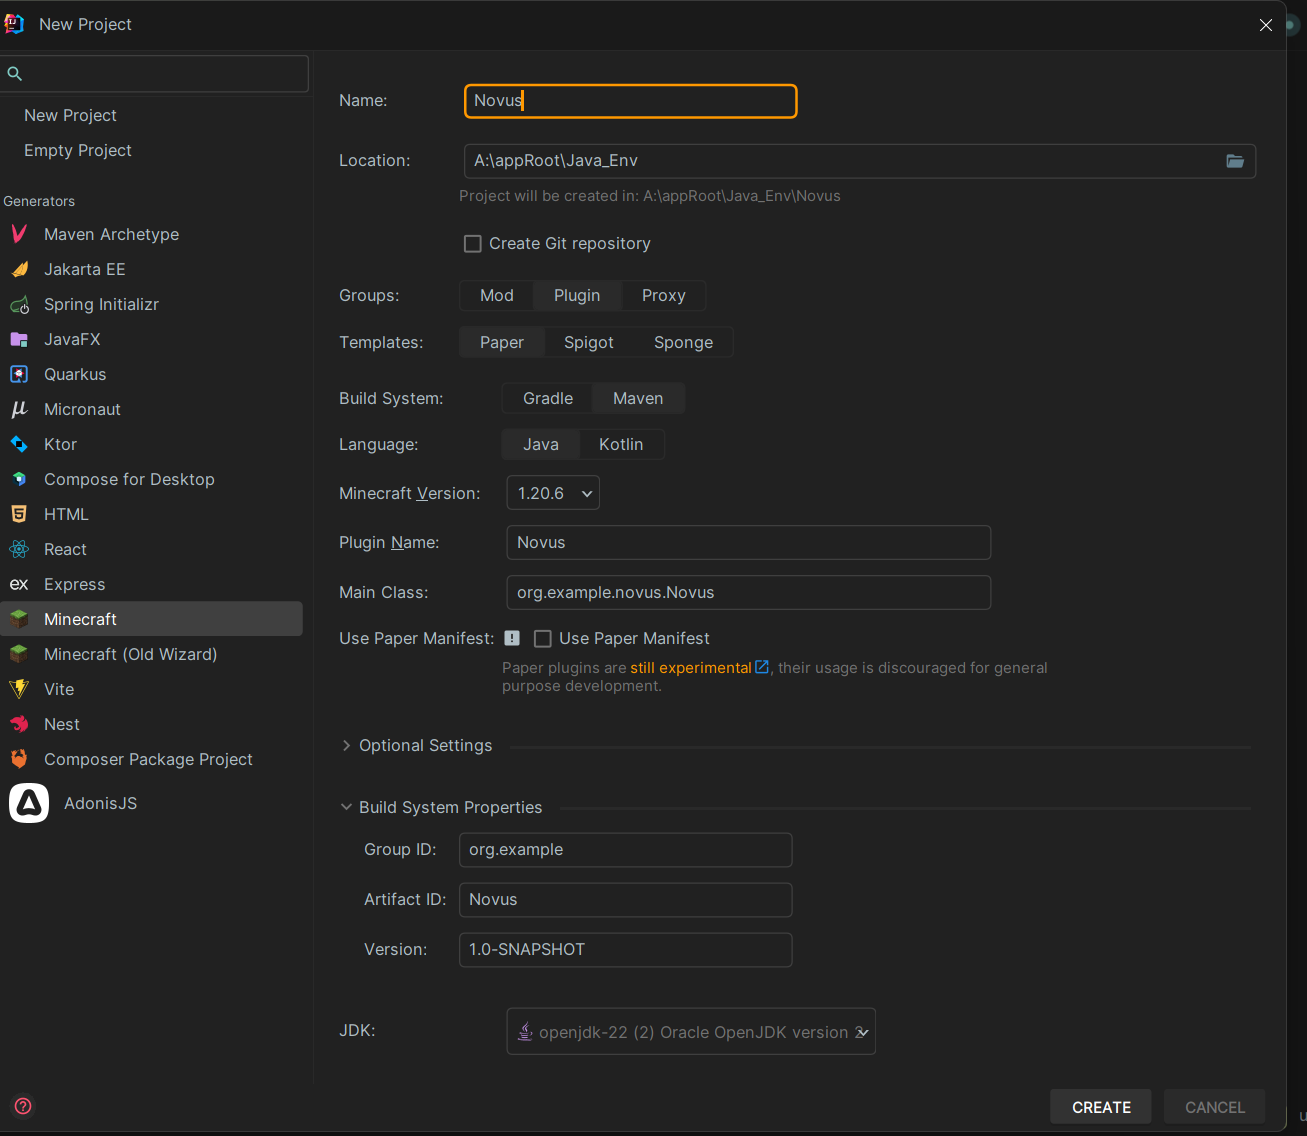 New Project
New Project
Empty Project
Generators
Maven Archetype
Jakarta EE
Spring Initializr
JavaFX
Quarkus
Micronaut
Ktor
Compose for Desktop
HTML
React
Express
Minecraft
Minecraft (Old Wizard)
Vite
Nest
Composer Package Project
AdonisJS
Name: Novus
Location: A:\appRoot\Java_Env
Project will be created in: A:\appRoot\Java_Env\Novus
Create Git repository
Groups: Mod Plugin Proxy
Templates: Paper Spigot Sponge
Build System: Gradle Maven
Language: Java Kotlin
Minecraft Version: 1.20.6
Plugin Name: Novus
Main Class: org.example.novus.Novus
Use Paper Manifest: Use Paper Manifest
Paper plugins are still experimental, their usage is discouraged for general
purpose development.
Optional Settings
Build System Properties
Group ID: org.example
Artifact ID: Novus
Version: 1.0-SNAPSHOT
JDK: openjdk-22 (2) Oracle OpenJDK version
CREATE CANCEL